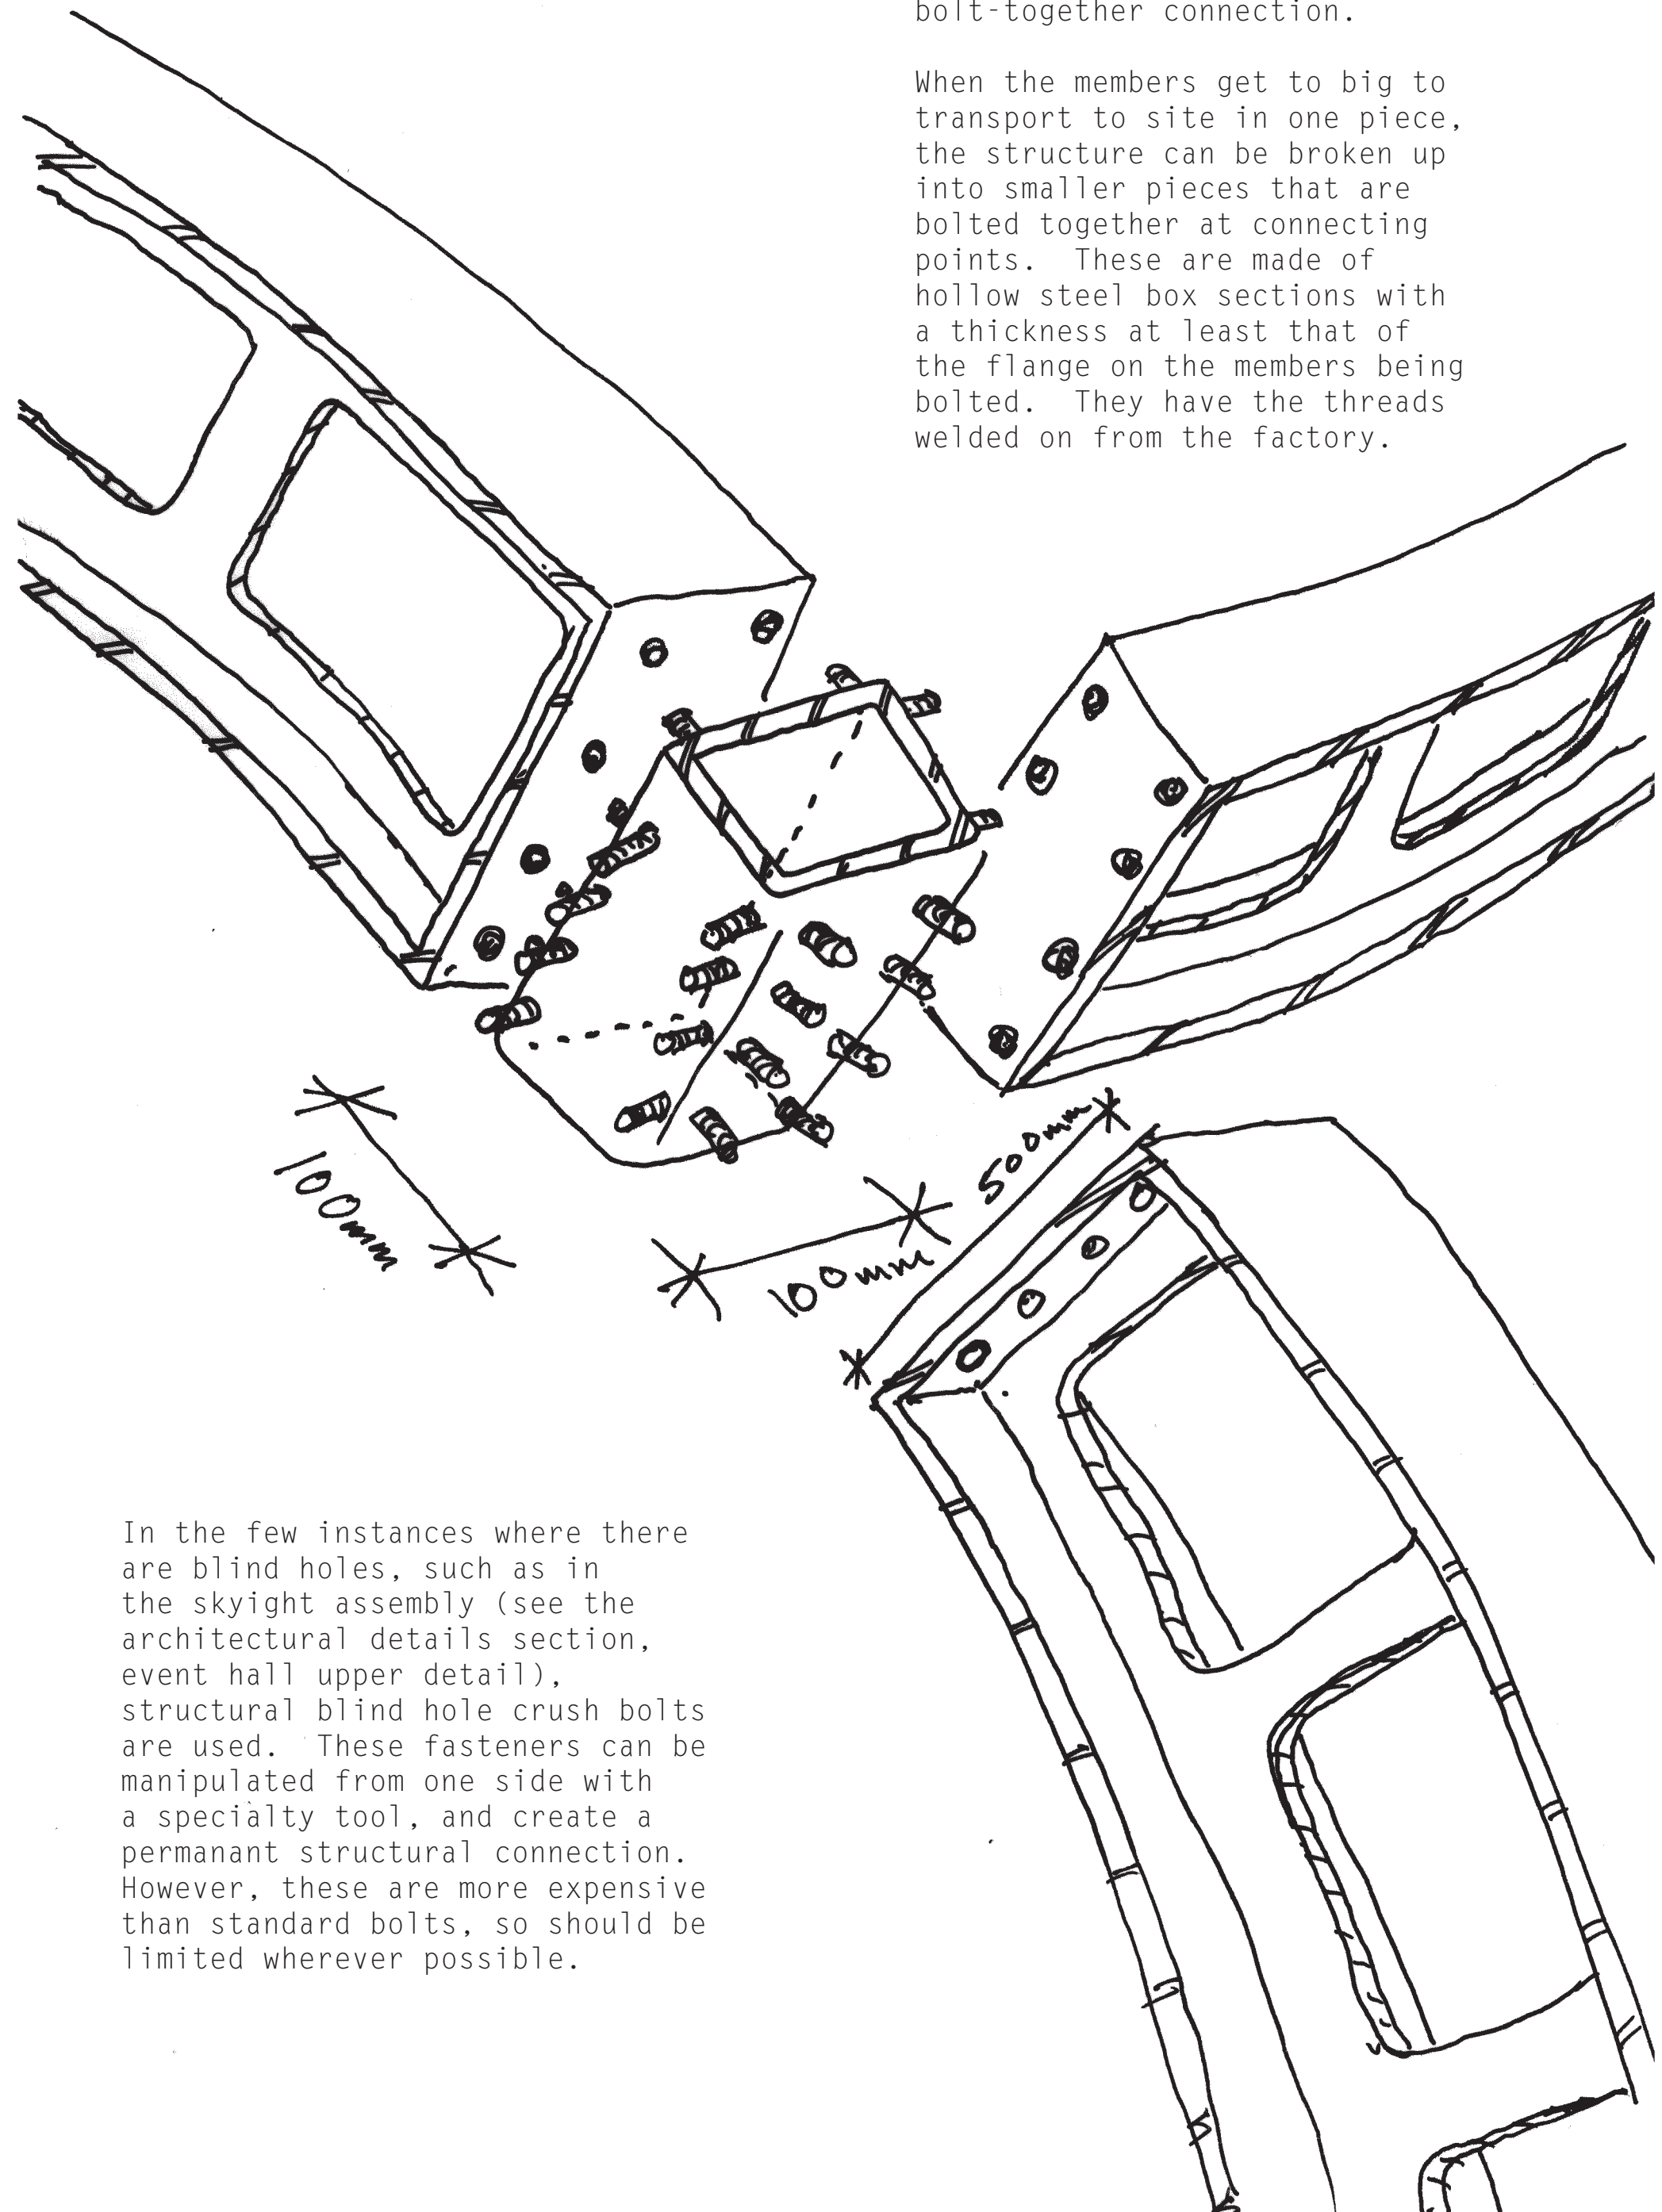 bolt-together connection.
When the members get to big to
transport to site in one piece,
the structure can be broken up
into smaller pieces that are
bolted together at connecting
points.  These are made of
hollow steel box sections with
a thickness at least that of
the flange on the members being
bolted.  They have the threads
welded on from the factory.
100mm
100mm
500mm
In the few instances where there
are blind holes, such as in
the skyight assembly (see the
architectural details section,
event hall upper detail),
structural blind hole crush bolts
are used.  These fasteners can be
manipulated from one side with
a specialty tool, and create a
permanant structural connection.
However, these are more expensive
than standard bolts, so should be
limited wherever possible.